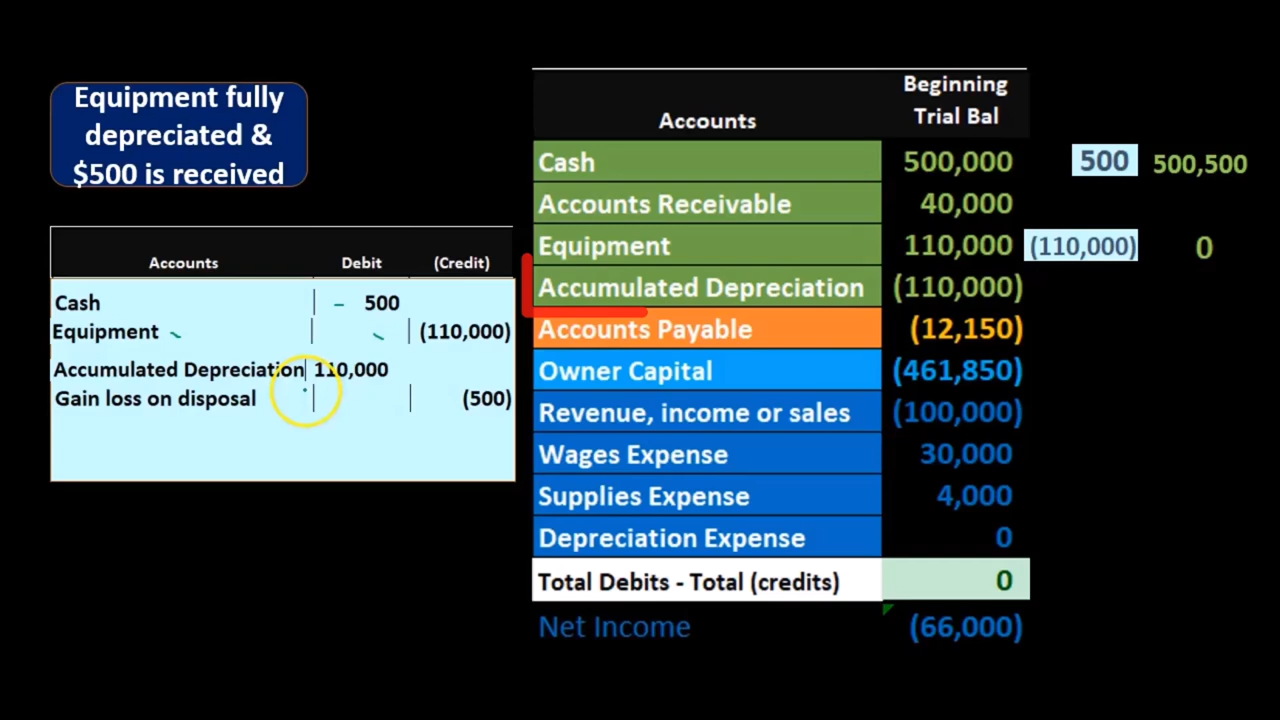 Equipment fully
depreciated &
$500 is received
Accounts Debit (Credit)
Cash 500
Equipment (110,000)
Accumulated Depreciation 110,000
Gain loss on disposal (500)
Accounts Beginning Trial Bal
Cash 500,000 500 500,500
Accounts Receivable 40,000
Equipment 110,000 (110,000) 0
Accumulated Depreciation (110,000)
Accounts Payable (12,150)
Owner Capital (461,850)
Revenue, income or sales (100,000)
Wages Expense 30,000
Supplies Expense 4,000
Depreciation Expense 0
Total Debits - Total (credits) 0
Net Income (66,000)